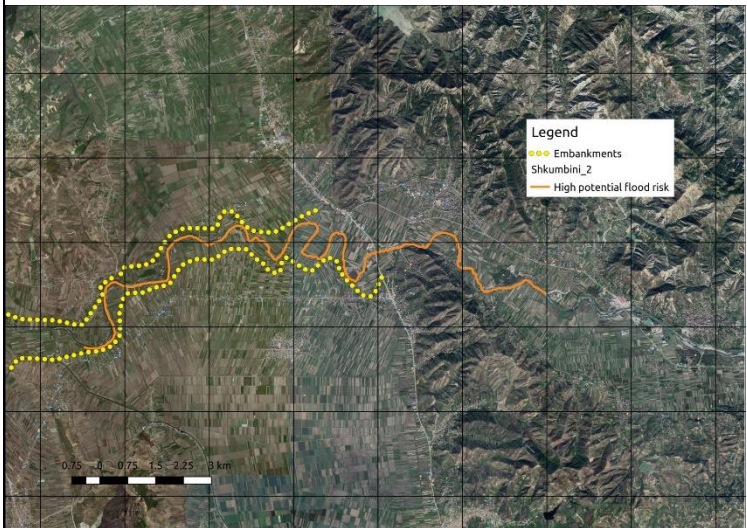 Legend
Embankments
Shkumbini_2
High potential flood risk
0.75 0 0.75 1.5 2.25 3 km